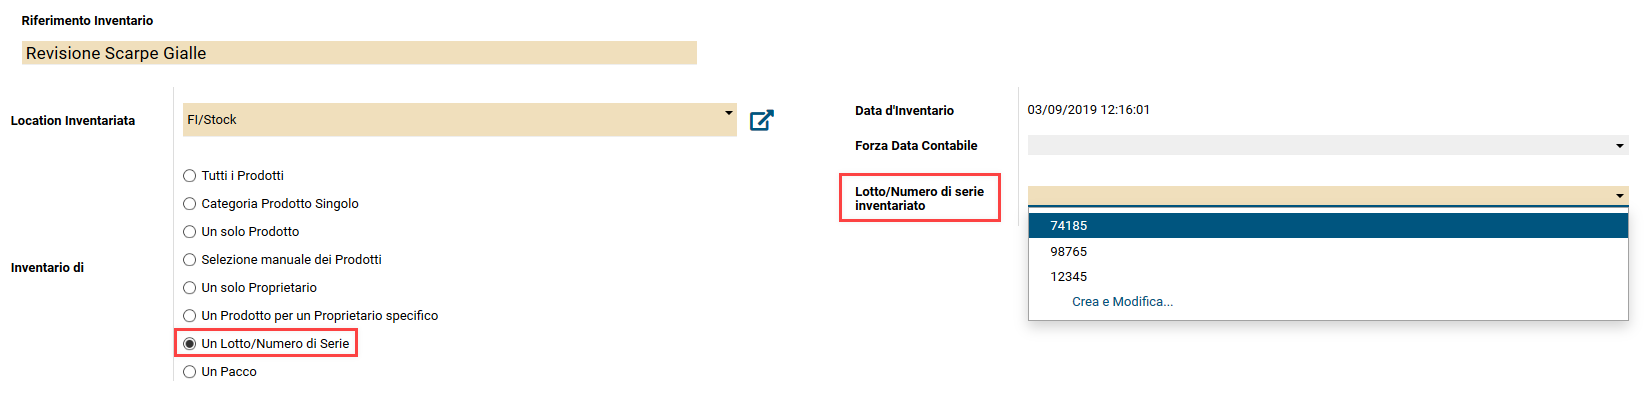 Riferimento Inventario
Revisione Scarpe Gialle
Location Inventariata
FI/Stock
Inventario di
Tutti i Prodotti
Categoria Prodotto Singolo
Un solo Prodotto
Selezione manuale dei Prodotti
Un solo Proprietario
Un Prodotto per un Proprietario specifico
Un Lotto/Numero di Serie
Un Pacco
Data d'Inventario
03/09/2019 12:16:01
Forza Data Contabile
Lotto/Numero di serie
inventariato
74185
98765
12345
Crea e Modifica...